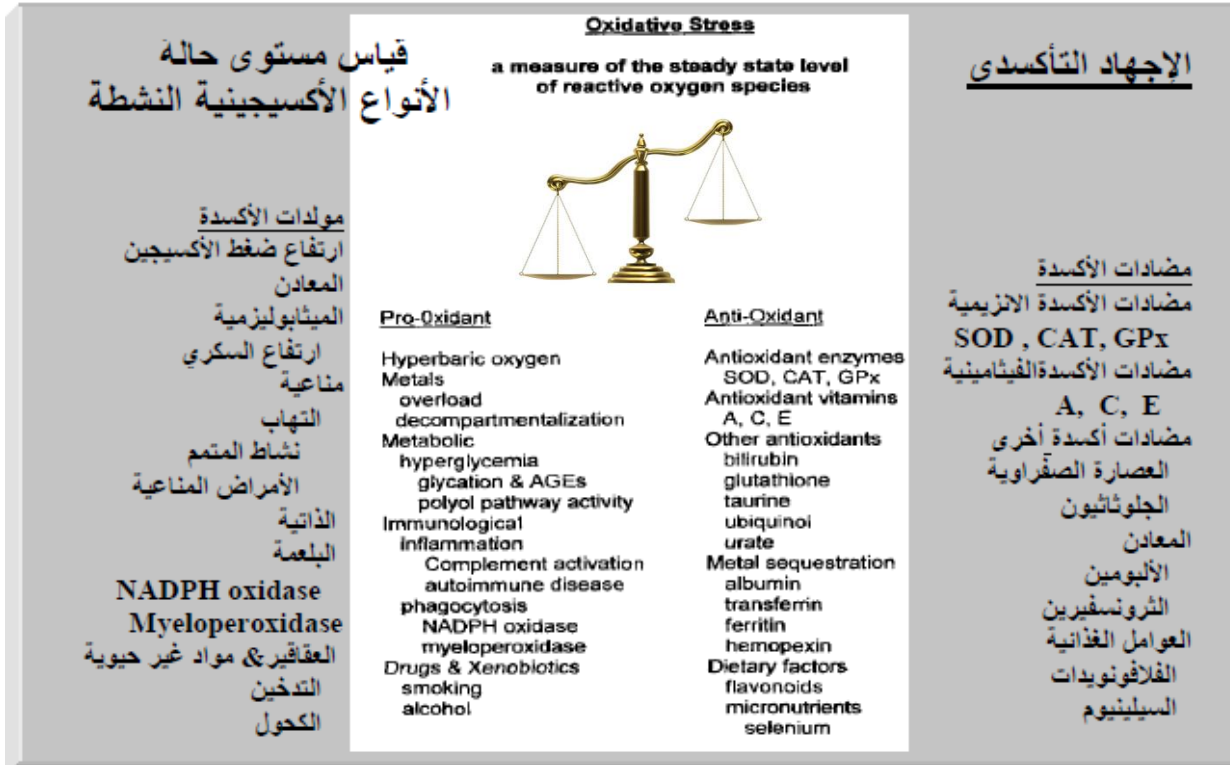 Oxidative Stress
a measure of the steady state level
of reactive oxygen species
الإجهاد التأكسدى
قياس مستوى حالة
الأنواع الأكسيجينية النشطة
مضادات الأكسدة
مضادات الأكسدة الانزيمية
SOD , CAT, GPx
مضادات الأكسدةالفيثامينية
A, C, E
مضادات أكسدة أخرى
العصارة الصفراوية
الجلوثاثيون
المعادن
الألبومين
الثرونسفيرين
العوامل الغذائية
الفلافونويدات
السيلينيوم
Anti-Oxidant
Antioxidant enzymes
SOD, CAT, GPx
Antioxidant vitamins
A, C, E
Other antioxidants
bilirubin
glutathione
taurine
ubiquinol
urate
Metal sequestration
albumin
transferrin
ferritin
hemopexin
Dietary factors
flavonoids
micronutrients
selenium
Pro-Oxidant
Hyperbaric oxygen
Metals
overload
decompartmentalization
Metabolic
hyperglycemia
glycation & AGEs
polyol pathway activity
Immunological
inflammation
Complement activation
autoimmune disease
phagocytosis
NADPH oxidase
myeloperoxidase
Drugs & Xenobiotics
smoking
alcohol
مولدات الأكسدة
ارتفاع ضغط الأكسيجين
المعادن
الميثابوليزمية
ارتفاع السكري
مناعية
التهاب
نشاط المتمم
الأمراض المناعية
الذاتية
البلعمة
NADPH oxidase
Myeloperoxidase
العقاقير& مواد غير حيوية
التدخين
الكحول